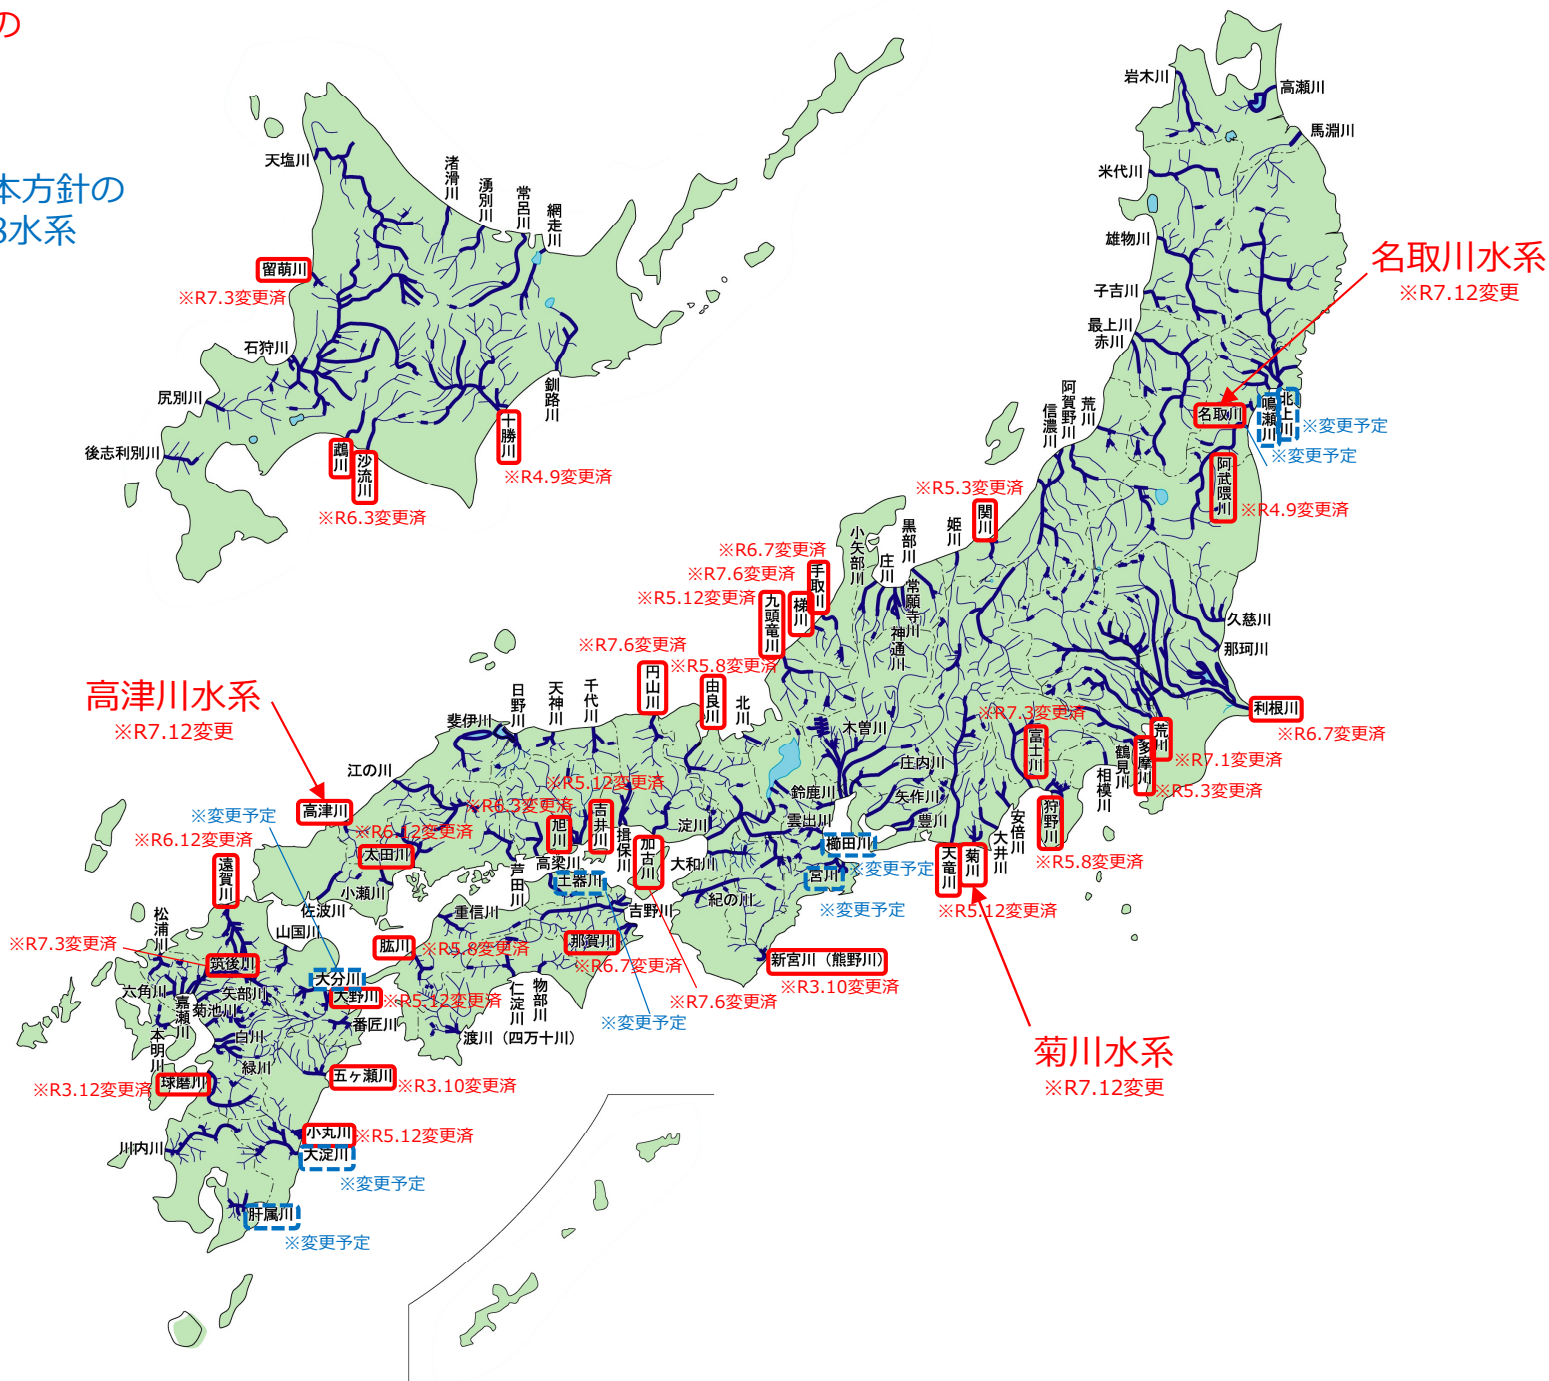 の
本方針の
8水系
天塩川
渚滑川
湧別川
常呂川
網走川
留萌川
※R7.3変更済
石狩川
尻別川
後志利別川
鵡川
沙流川
※R6.3変更済
十勝川
※R4.9変更済
釧路川
岩木川
高瀬川
馬淵川
米代川
雄物川
子吉川
最上川
赤川
名取川水系
※R7.12変更
名取川
鳴瀬川
北上川
※変更予定
※変更予定
阿武隈川
※R4.9変更済
荒川
阿賀野川
信濃川
※R5.3変更済
関川
姫川
黒部川
常願寺川
神通川
庄川
小矢部川
※R6.7変更済
手取川
※R7.6変更済
梯川
※R5.12変更済
九頭竜川
久慈川
那珂川
利根川
※R6.7変更済
荒川
※R7.1変更済
多摩川
※R5.3変更済
鶴見川
相模川
※R7.3変更済
富士川
狩野川
※R5.8変更済
安倍川
大井川
菊川
天竜川
※R5.12変更済
菊川水系
※R7.12変更
木曽川
庄内川
矢作川
豊川
鈴鹿川
雲出川
櫛田川
※変更予定
宮川
※変更予定
※R7.6変更済
円山川
※R5.8変更済
由良川
北川
千代川
天神川
日野川
斐伊川
江の川
高津川水系
※R7.12変更
高津川
※R6.12変更済
太田川
小瀬川
佐波川
※R6.3変更済
旭川
※R5.12変更済
吉井川
揖保川
加古川
※R7.6変更済
高梁川
芦田川
淀川
大和川
紀の川
新宮川（熊野川）
※R3.10変更済
土器川
※変更予定
重信川
吉野川
那賀川
※R6.7変更済
物部川
仁淀川
渡川（四万十川）
肱川
※R5.8変更済
※変更予定
※R6.12変更済
遠賀川
山国川
松浦川
※R7.3変更済
筑後川
大分川
大野川
※R5.12変更済
番匠川
六角川
嘉瀬川
矢部川
菊池川
白川
緑川
本明川
球磨川
※R3.12変更済
五ヶ瀬川
※R3.10変更済
小丸川
※R5.12変更済
川内川
大淀川
※変更予定
肝属川
※変更予定